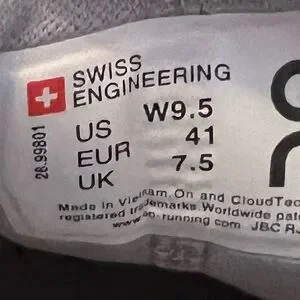 SWISS
ENGINEERING
US W9.5
EUR 41
UK 7.5
28.99801
Made in Vietnam. On and CloudTec
registered trademarks. Worldwide pat
www.on-running.com JBC RJ